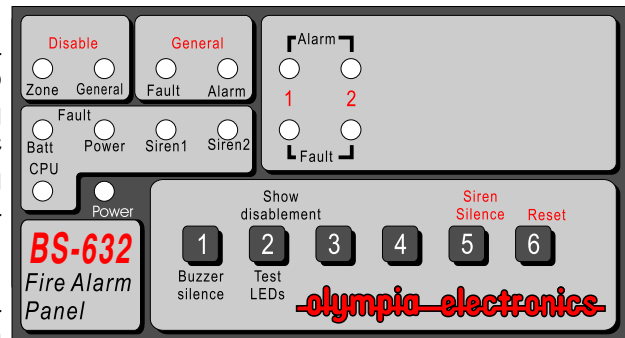 Disable
Zone General
General
Fault Alarm
Alarm
1 2
Fault
Fault
Batt Power Siren1 Siren2
CPU
Power
BS-632
Fire Alarm
Panel
Show
disablement
Siren
Silence
Reset
1 2 3 4 5 6
Buzzer
silence
Test
LEDs
olympia electronics